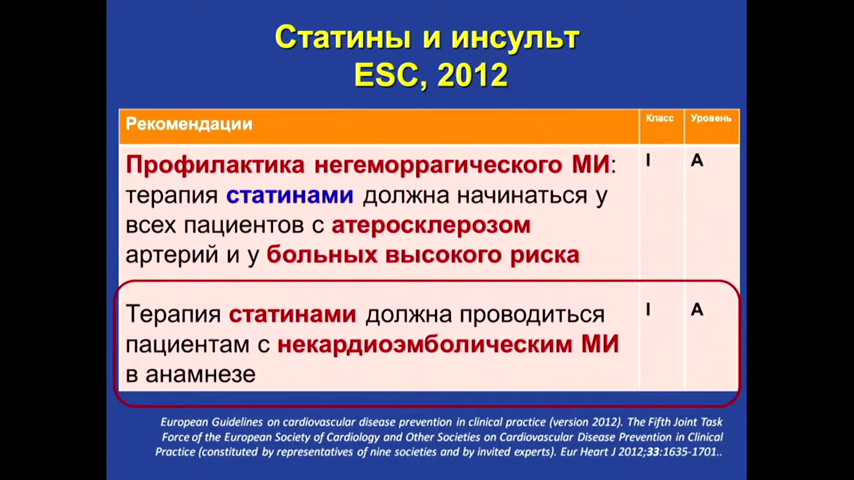 Статины и инсульт
ESC, 2012
Рекомендации Класс Уровень
Профилактика негеморрагического МИ: I A
терапия статинами должна начинаться у
всех пациентов с атеросклерозом
артерий и у больных высокого риска
Терапия статинами должна проводиться I A
пациентам с некардиоэмболическим МИ
в анамнезе
European Guidelines on cardiovascular disease prevention in clinical practice (version 2012). The Fifth Joint Task
Force of the European Society of Cardiology and Other Societies on Cardiovascular Disease Prevention in Clinical
Practice (constituted by representatives of nine societies and by invited experts). Eur Heart J 2012;33:1635-1701..